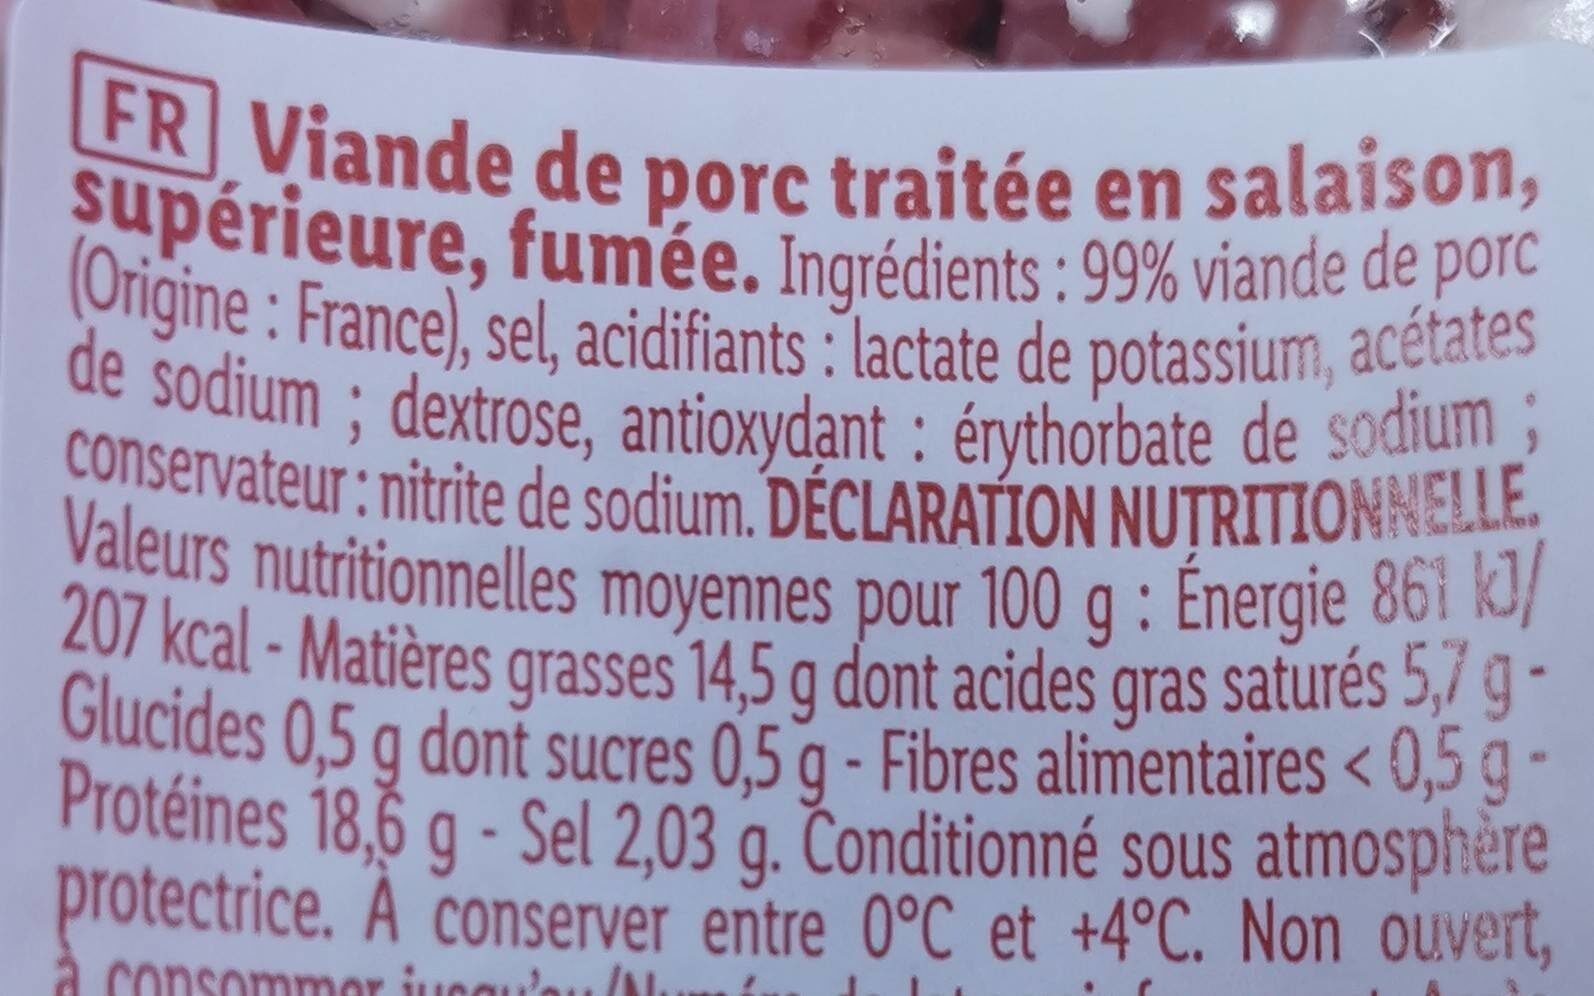 FR Viande de porc traitée en salaison,
supérieure, fumée. Ingrédients : 99% viande de porc
(Origine : France), sel, acidifiants : lactate de potassium, acétates
de sodium ; dextrose, antioxydant : érythorbate de sodium ;
conservateur : nitrite de sodium. DÉCLARATION NUTRITIONNELLE.
Valeurs nutritionnelles moyennes pour 100 g : Énergie 861 kJ/
207 kcal - Matières grasses 14,5 g dont acides gras saturés 5,7 g -
Glucides 0,5 g dont sucres 0,5 g - Fibres alimentaires < 0,5 g -
Protéines 18,6 g - Sel 2,03 g. Conditionné sous atmosphère
protectrice. À conserver entre 0°C et +4°C. Non ouvert,
à consommer jusqu'au